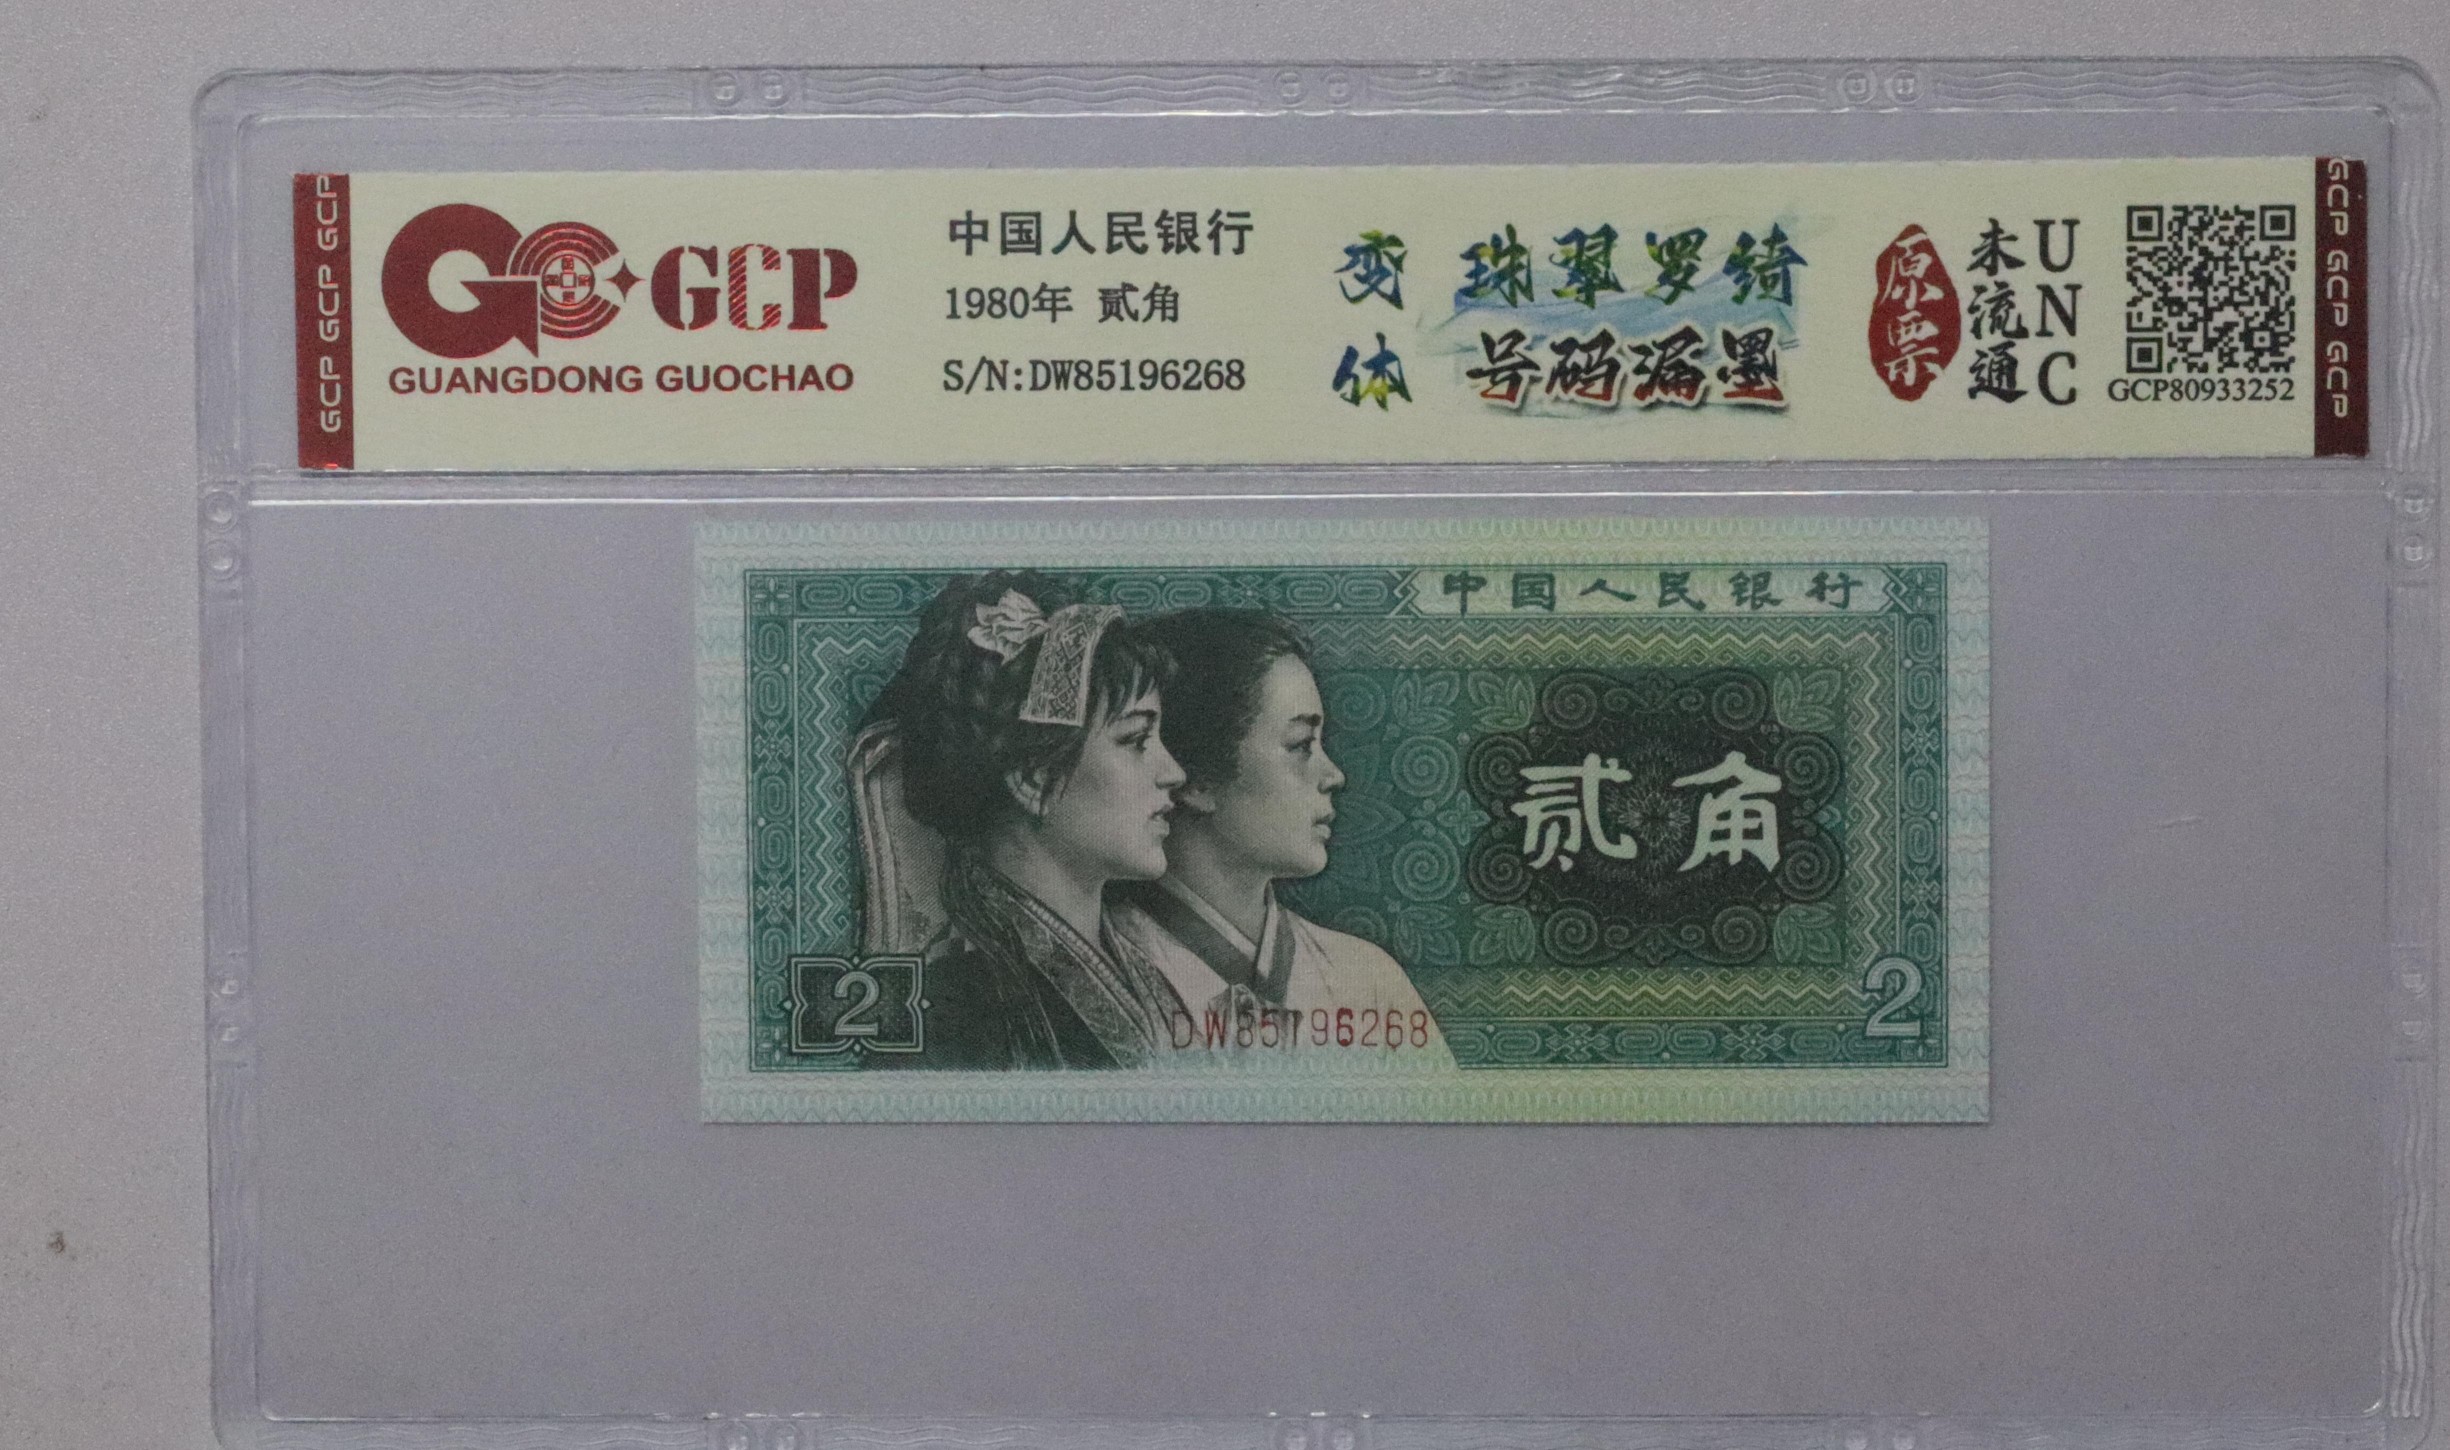 GCP GCP GCP
GCP
GUANGDONG GUOCHAO
中国人民银行
1980年 贰角
S/N:DW85196268
变体
珠翠罗绮
号码漏墨
原票
未流通
UNC
GCP80933252
GCP GCP GCP
中国人民银行
贰角
2
2
DW85196268